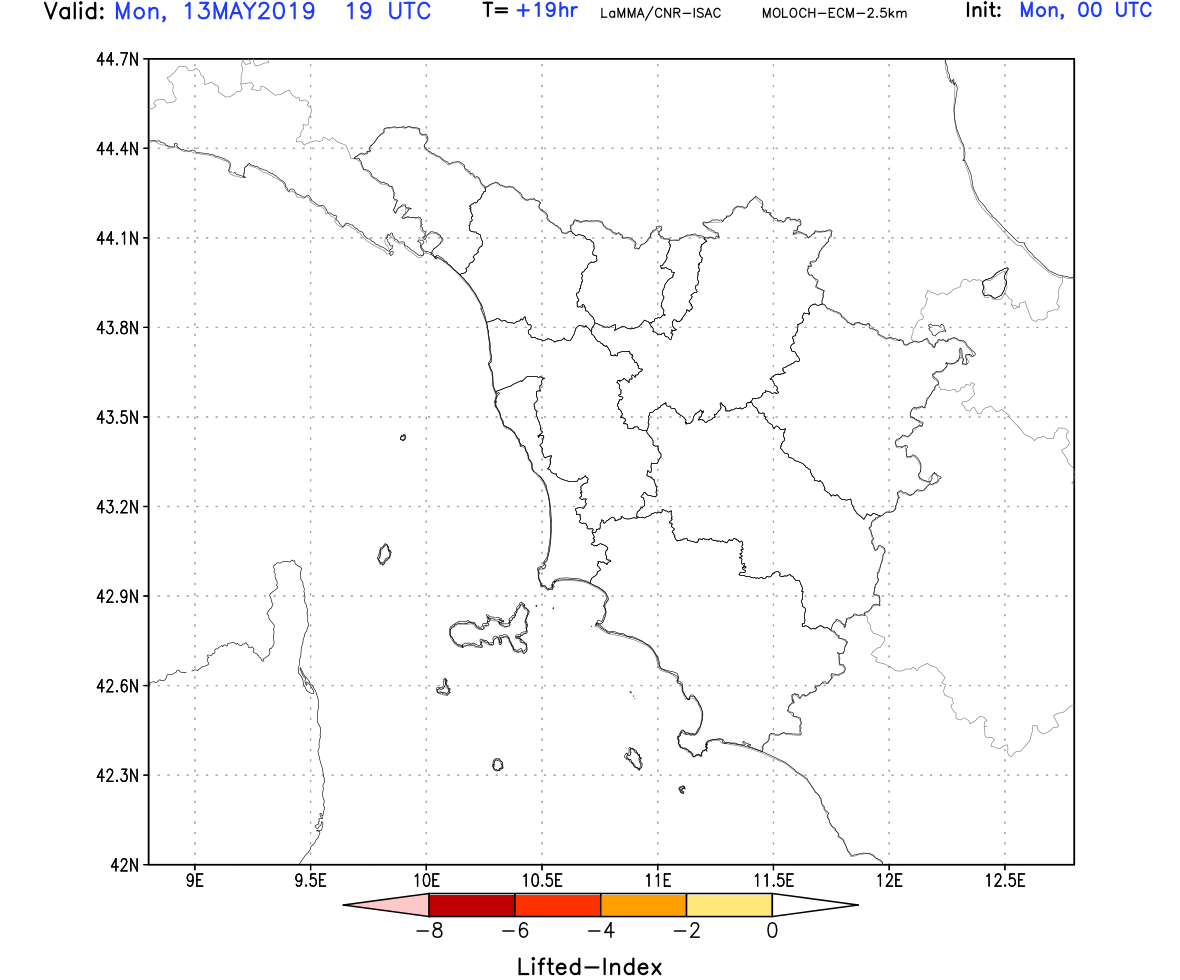 Valid: Mon, 13MAY2019 19 UTC T= +19hr LaMMA/CNR-ISAC MOLOCH-ECM-2.5km Init: Mon, 00 UTC
44.7N
44.4N
44.1N
43.8N
43.5N
43.2N
42.9N
42.6N
42.3N
42N
9E 9.5E 10E 10.5E 11E 11.5E 12E 12.5E
-8 -6 -4 -2 0
Lifted-Index